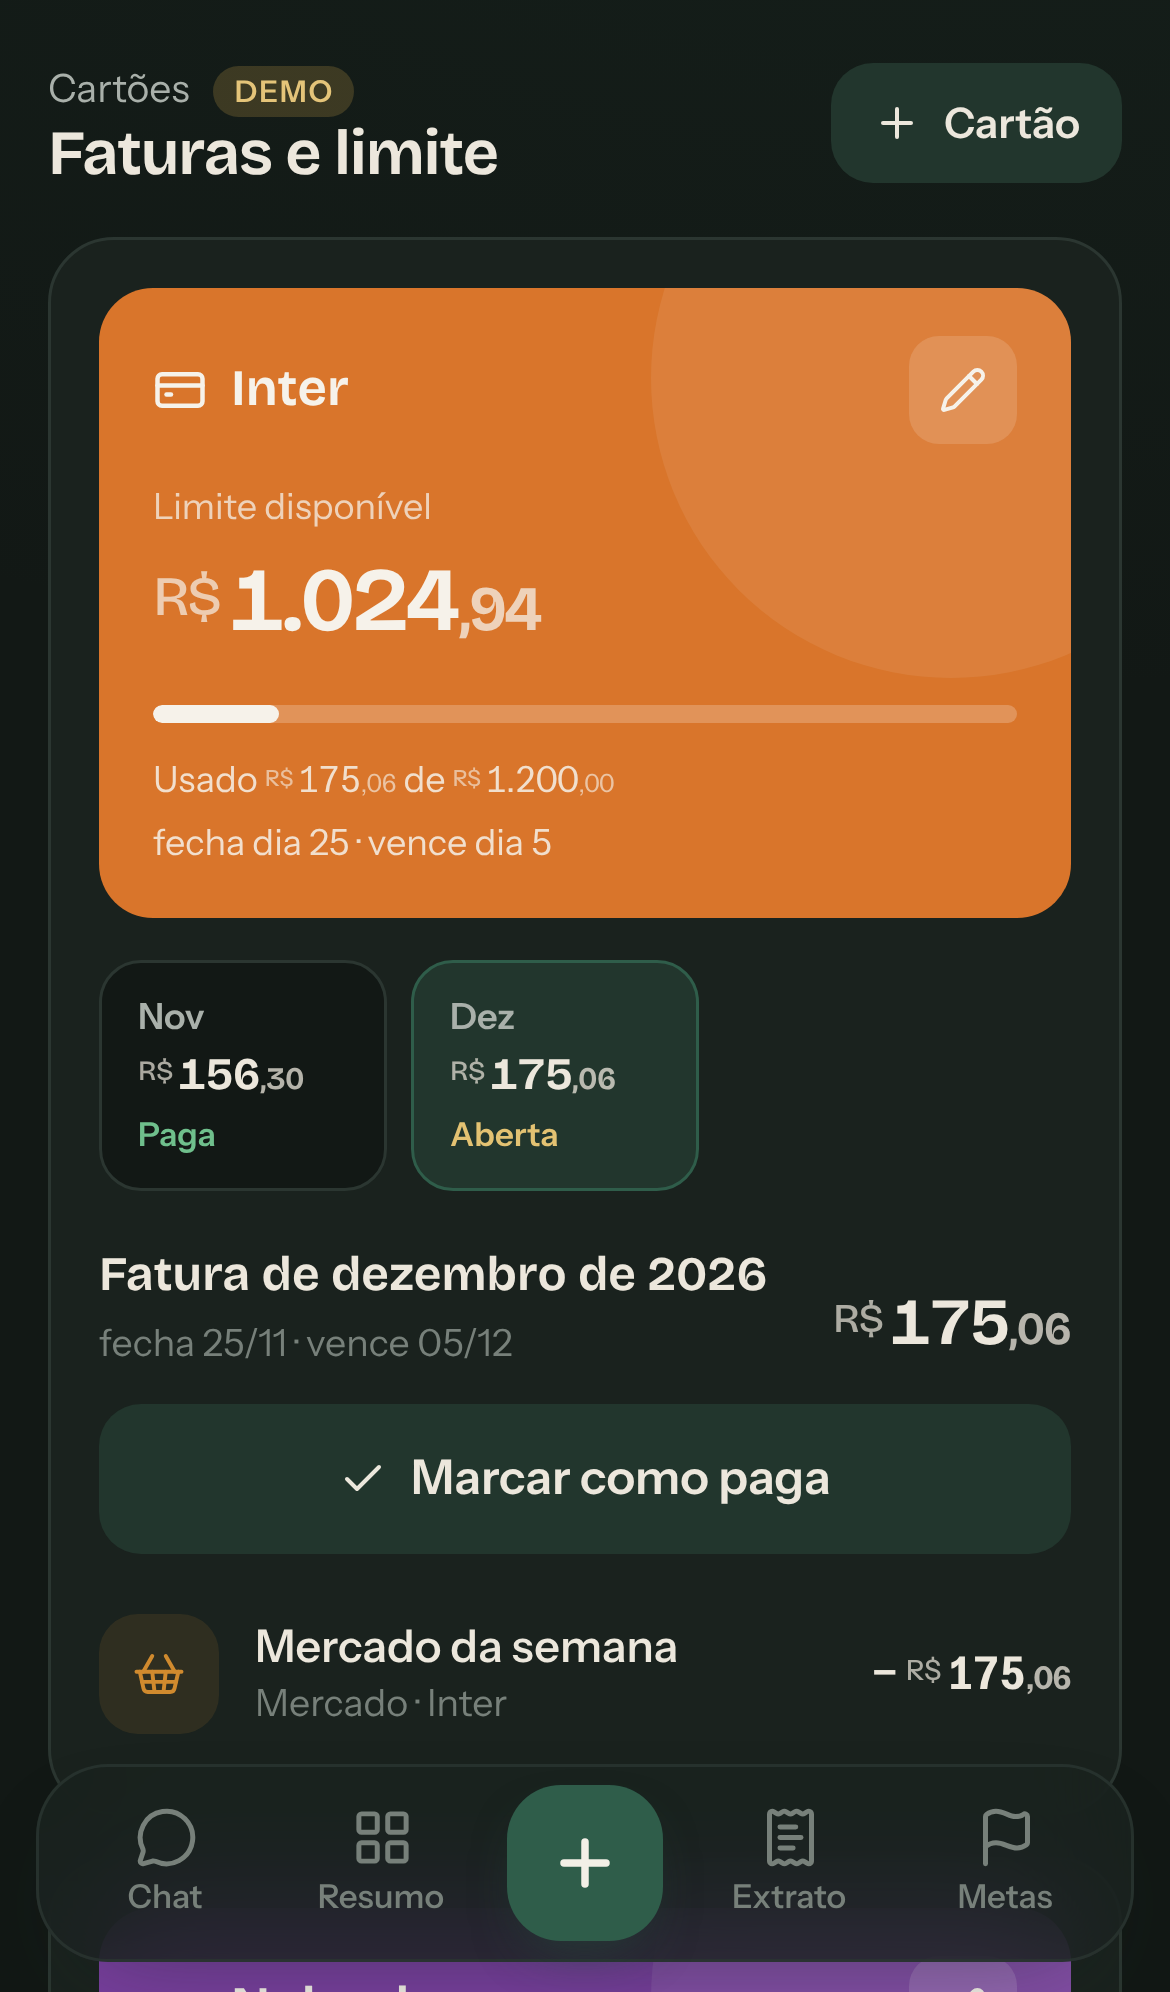 Cartões DEMO
Faturas e limite
+ Cartão
Inter
Limite disponível
R$ 1.024,94
Usado R$ 175,06 de R$ 1.200,00
fecha dia 25 · vence dia 5
Nov
R$ 156,30
Paga
Dez
R$ 175,06
Aberta
Fatura de dezembro de 2026
fecha 25/11 · vence 05/12
R$ 175,06
Marcar como paga
Mercado da semana
Mercado · Inter
– R$ 175,06
Chat
Resumo
Extrato
Metas